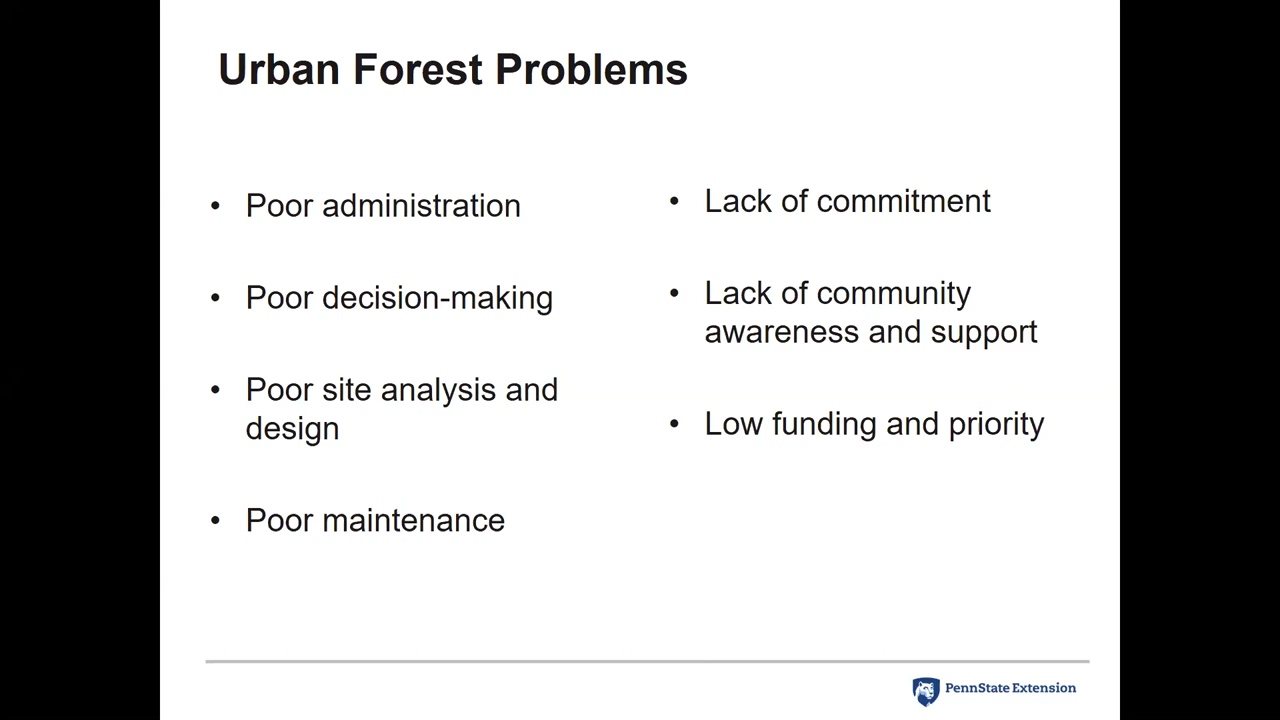 Urban Forest Problems
• Poor administration
• Poor decision-making
• Poor site analysis and
design
• Poor maintenance
• Lack of commitment
• Lack of community
awareness and support
• Low funding and priority
PennState Extension